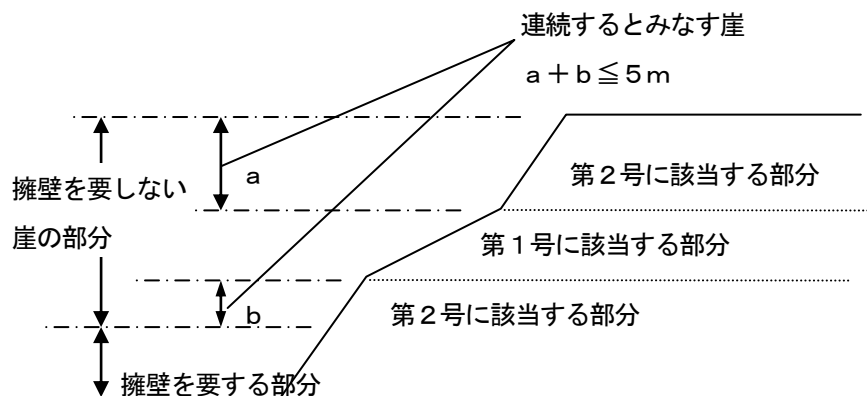 連続するとみなす崖
a+b≦5m
擁壁を要しない
崖の部分
a
第2号に該当する部分
第1号に該当する部分
b
第2号に該当する部分
擁壁を要する部分